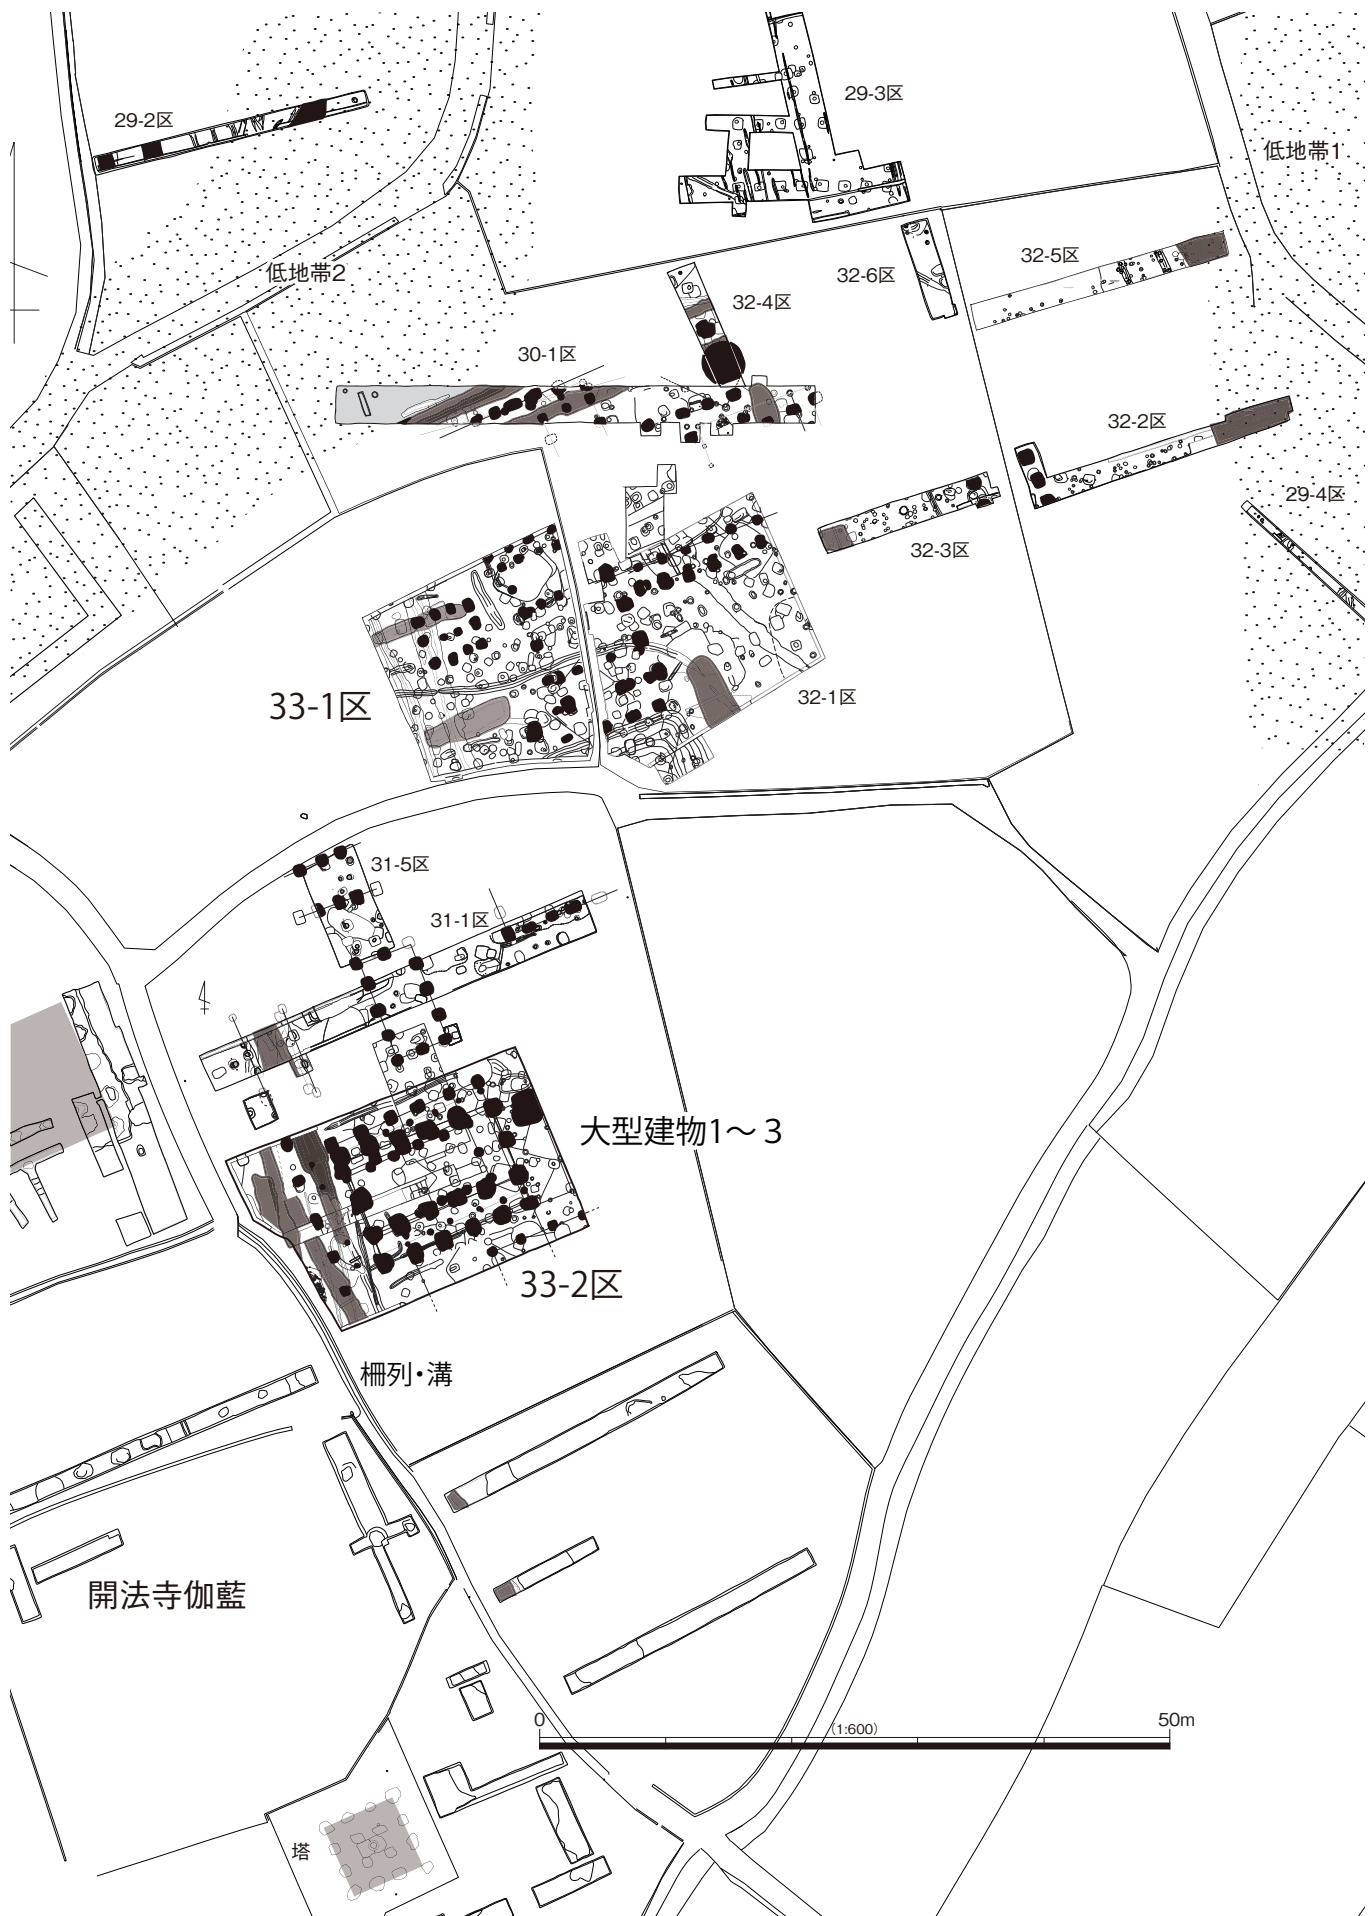 29-2区
29-3区
低地帯1
低地帯2
32-6区
32-5区
32-4区
30-1区
32-2区
29-4区
32-3区
33-1区
32-1区
31-5区
31-1区
大型建物1～3
33-2区
柵列・溝
開法寺伽藍
0
(1:600)
50m
塔